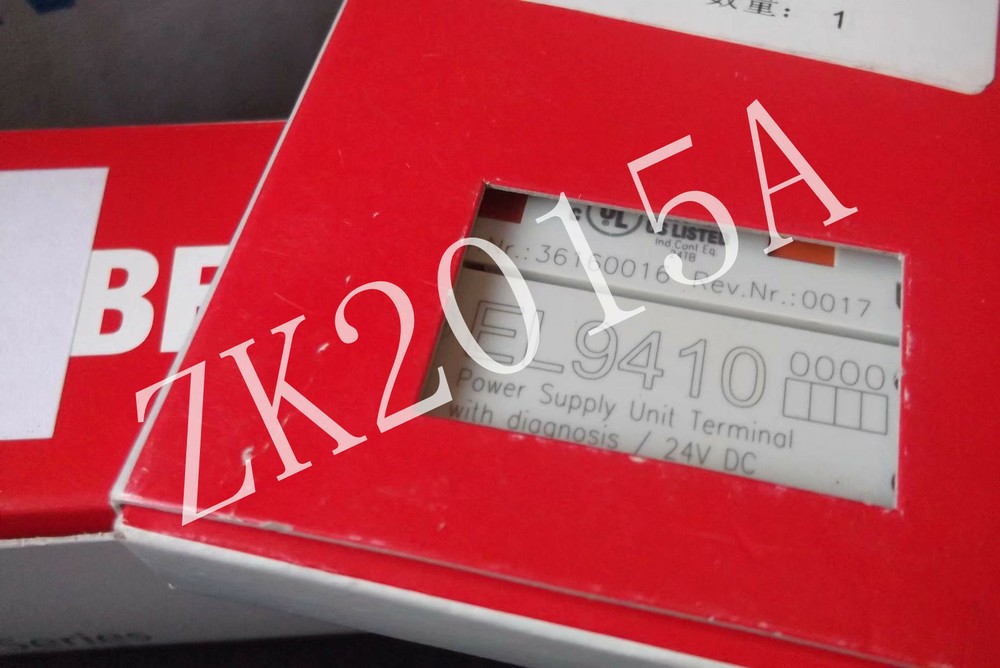 数量： 1
BE
UL
US LISTED
Ind.Cont Eq.
24TB
Nr.: 36160016 Rev.Nr.:0017
EL9410
0000
Power Supply Unit Terminal
with diagnosis / 24V DC
ZK2015A
Series